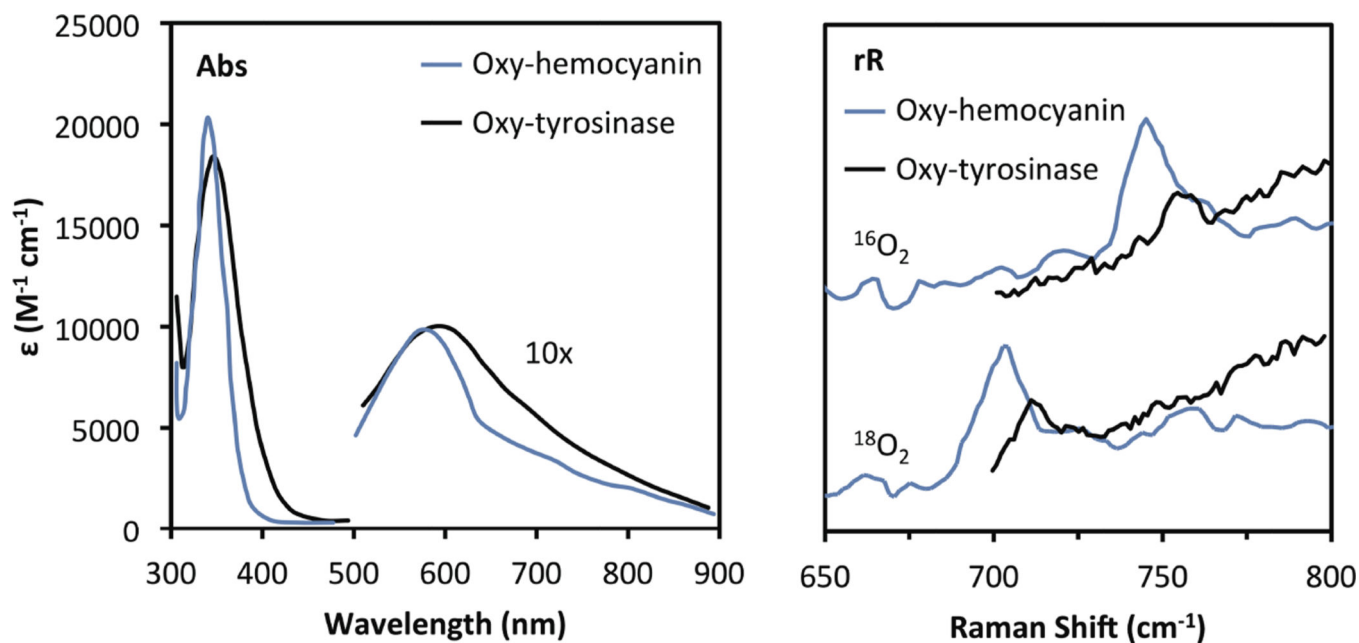 Abs
Oxy-hemocyanin
Oxy-tyrosinase
10x
ε (M⁻¹ cm⁻¹)
25000
20000
15000
10000
5000
0
300 400 500 600 700 800 900
Wavelength (nm)
rR
Oxy-hemocyanin
Oxy-tyrosinase
¹⁶O₂
¹⁸O₂
650 700 750 800
Raman Shift (cm⁻¹)